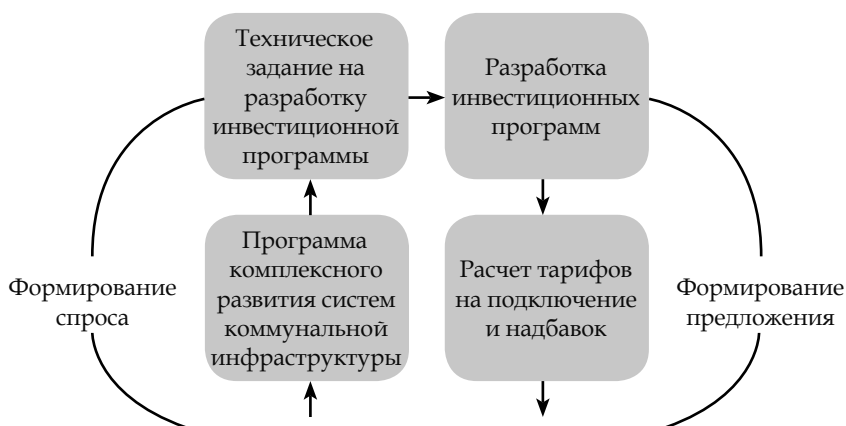 Техническое
задание на
разработку
инвестиционной
программы
Разработка
инвестиционных
программ
Формирование
спроса
Программа
комплексного
развития систем
коммунальной
инфраструктуры
Расчет тарифов
на подключение
и надбавок
Формирование
предложения